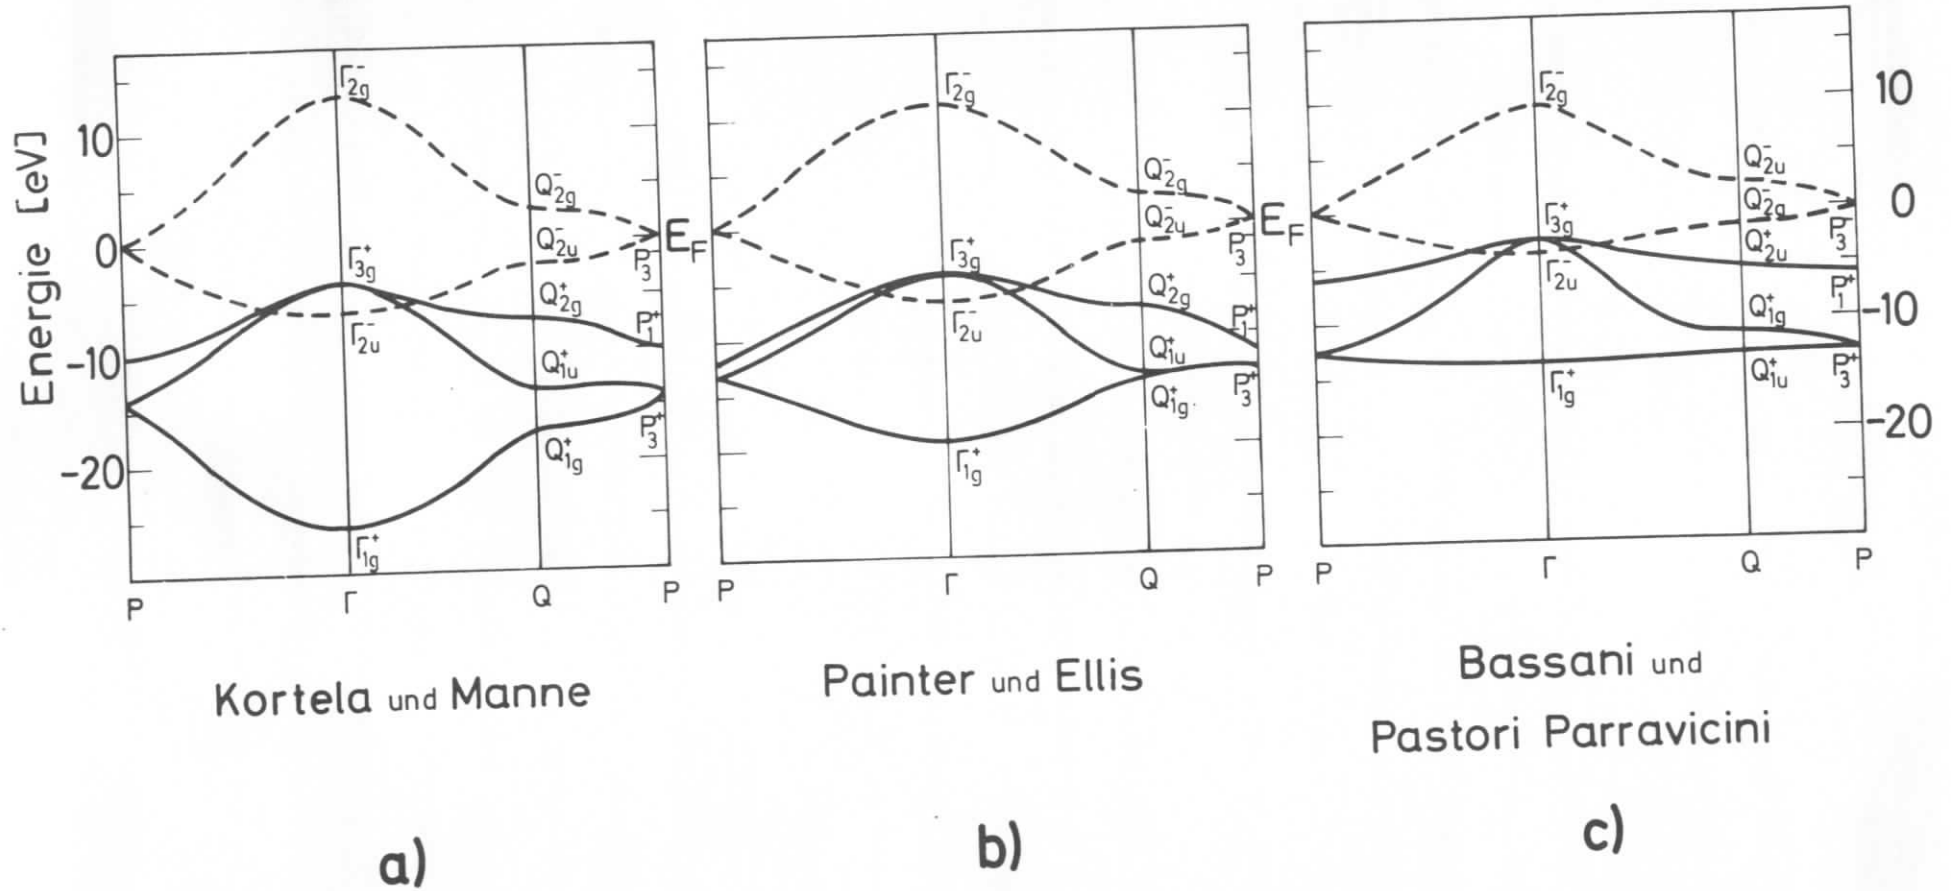 Energie [eV]
10
0
-10
-20
Γ2g-
Γ3g+
Γ2u-
Γ1g+
Q2g-
Q2u-
Q2g+
Q1u+
Q1g+
P3-
P1+
P3+
P Γ Q P
EF
Kortela und Manne
a)
Γ2g-
Γ3g+
Γ2u-
Γ1g+
Q2g-
Q2u-
Q2g+
Q1u+
Q1g+
P3-
P1+
P3+
P Γ Q P
EF
Painter und Ellis
b)
Γ2g-
Γ3g+
Γ2u-
Γ1g+
Q2u-
Q2g-
Q2u+
Q1g+
Q1u+
P3-
P1+
P3+
10
0
-10
-20
P Γ Q P
Bassani und
Pastori Parravicini
c)